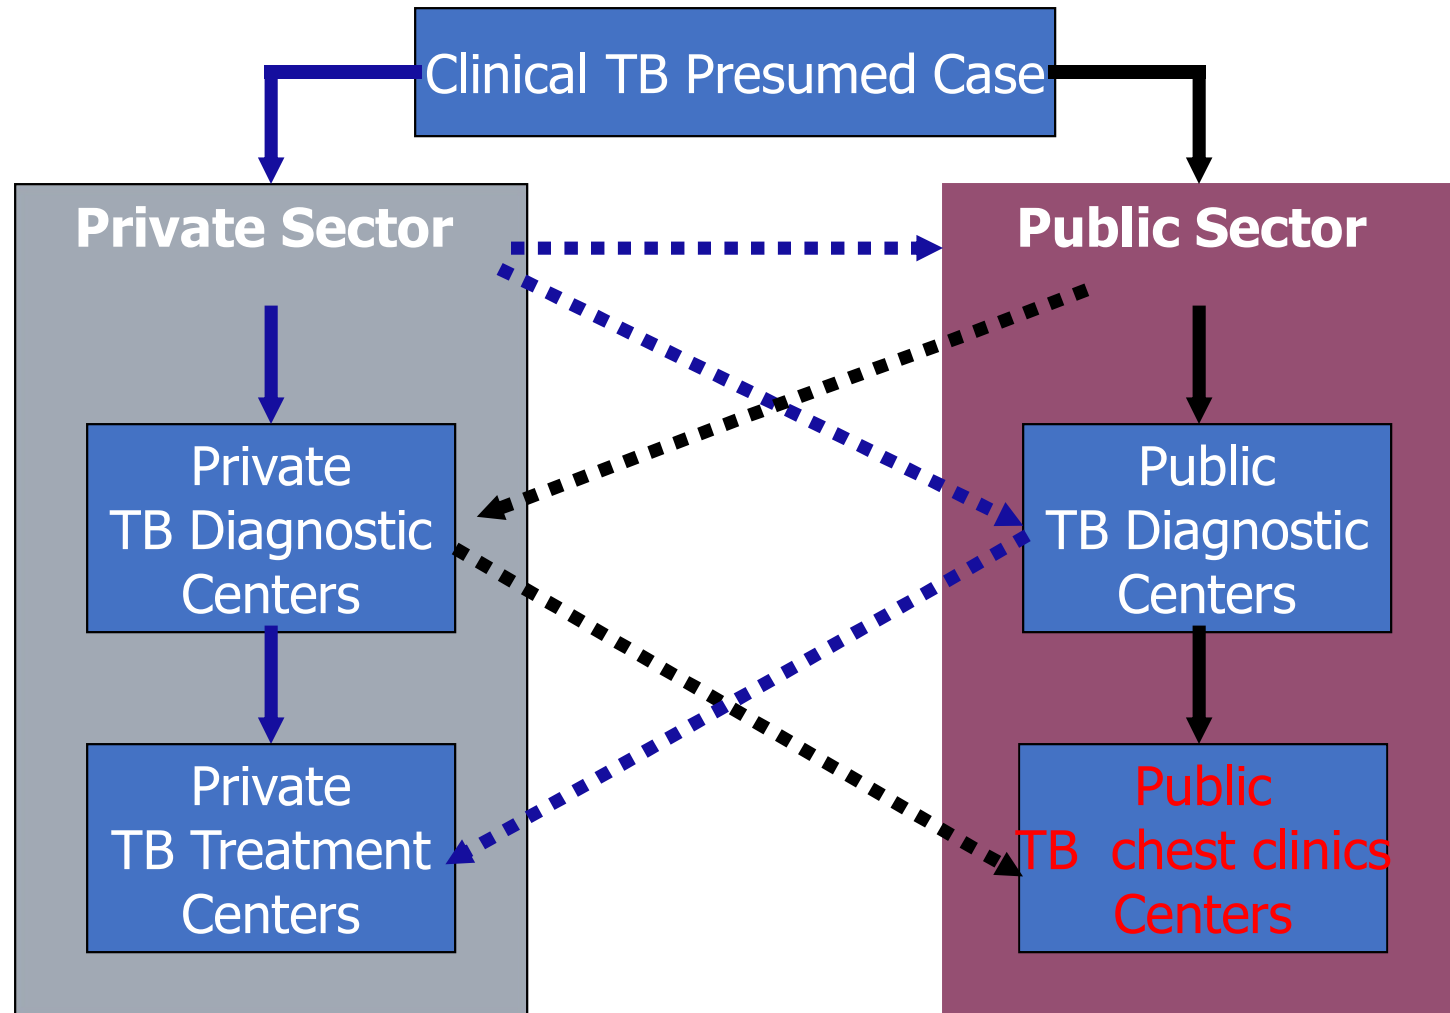 Clinical TB Presumed Case
Private Sector
Public Sector
Private
TB Diagnostic
Centers
Public
TB Diagnostic
Centers
Private
TB Treatment
Centers
Public
TB  chest clinics
Centers